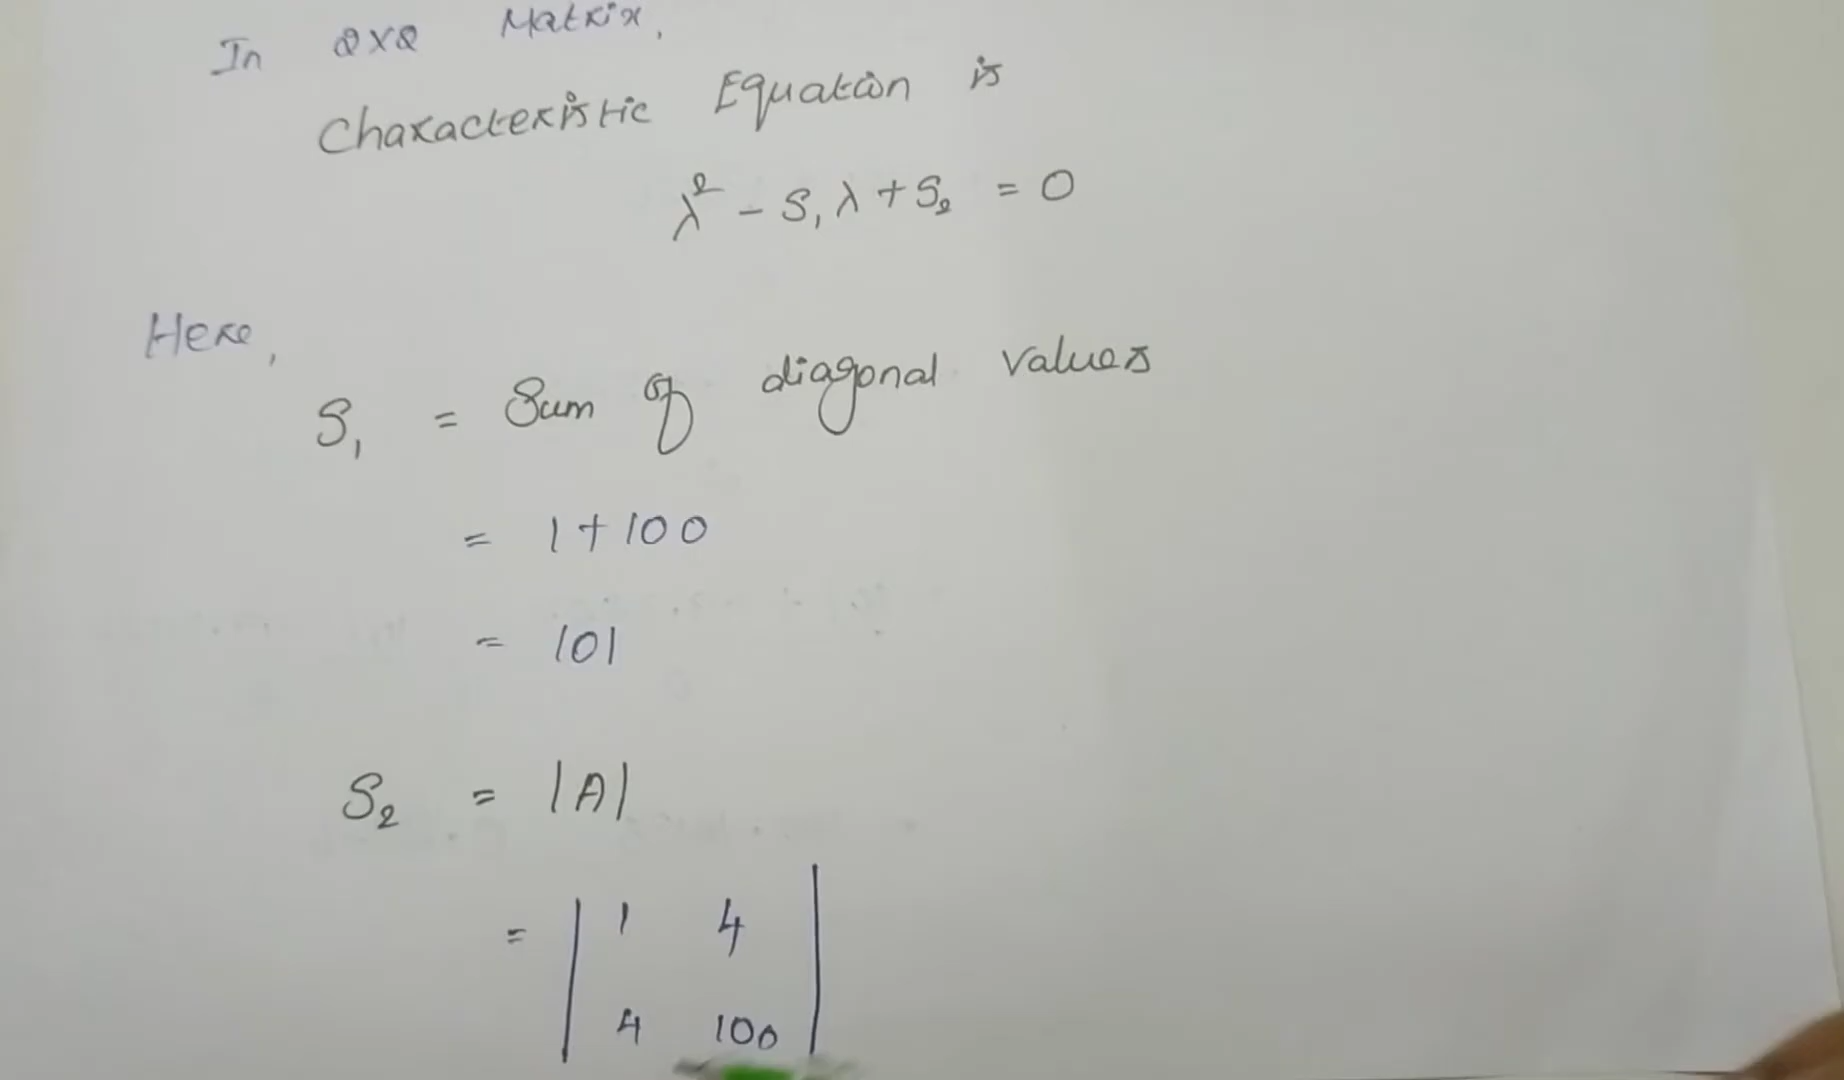 In 2x2 Matrix,
Characteristic Equation is
λ² - S₁λ + S₂ = 0
Here,
S₁ = Sum of diagonal values
= 1 + 100
= 101
S₂ = |A|
= | 1 4 |
| 4 100 |